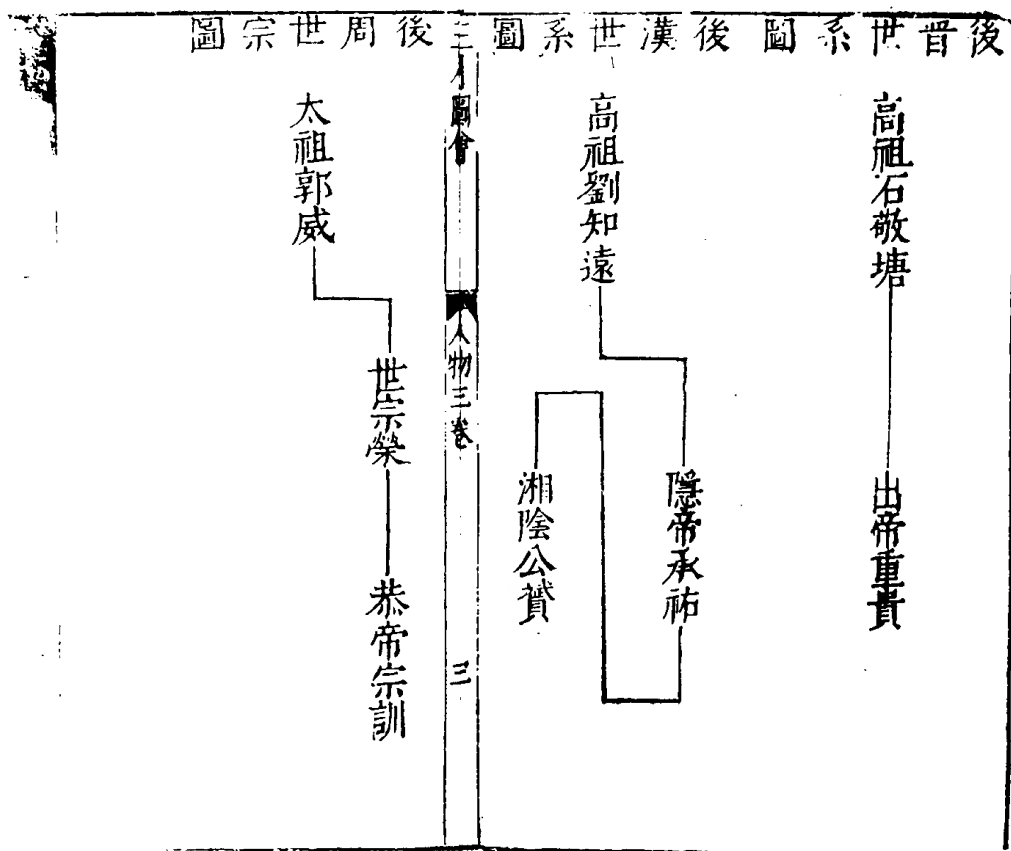 後晋世系圖
高祖石敬塘
出帝重貴
後漢世系圖
高祖劉知遠
隱帝承祐
湘陰公贇
三才圖會
人物三卷
三
後周世宗圖
太祖郭威
世宗榮
恭帝宗訓